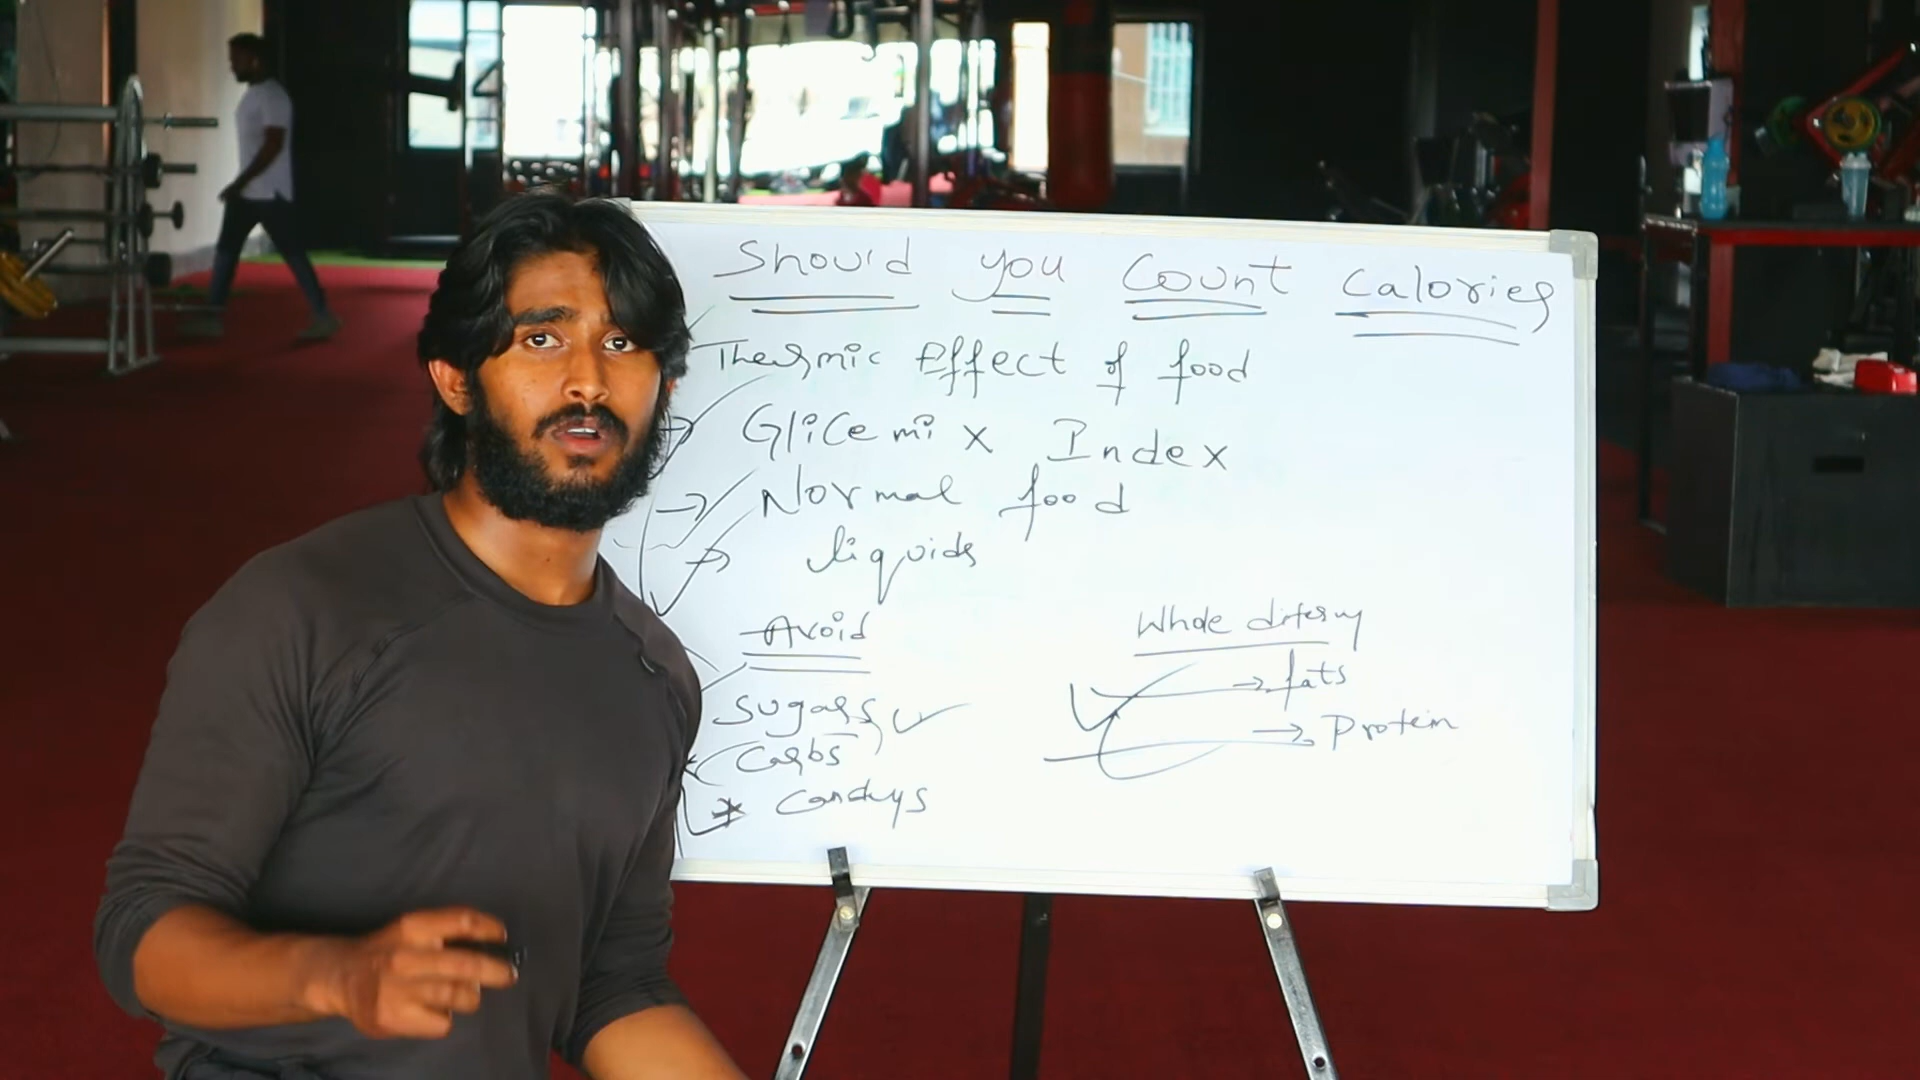 Should you Count Calories
Thermic Effect of food
Glicemix Index
Normal food
liquids
Avoid
Sugars
Carbs
Candys
Whole
fats
Protein